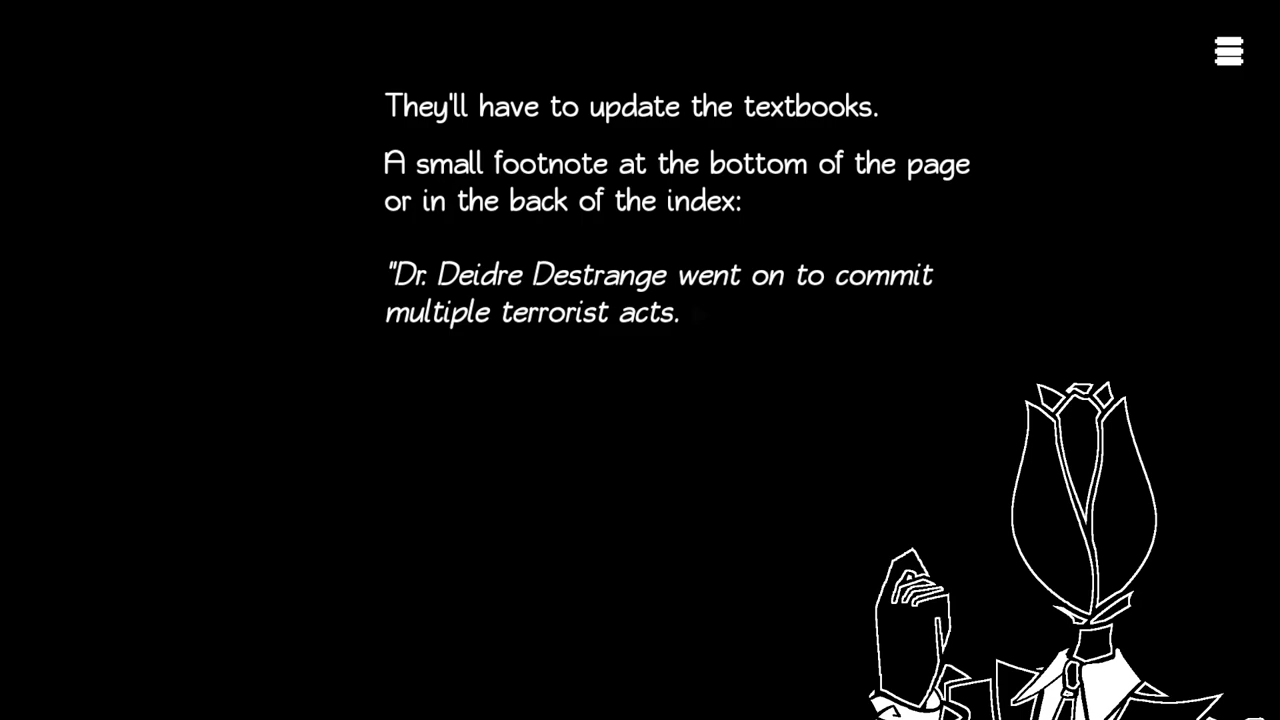 They'll have to update the textbooks.
A small footnote at the bottom of the page
or in the back of the index:
"Dr. Deidre Destrange went on to commit
multiple terrorist acts.